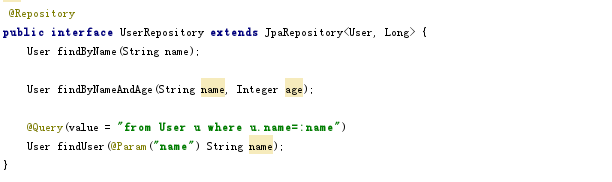 @Repository
public interface UserRepository extends JpaRepository<User, Long> {
User findByName(String name);
User findByNameAndAge(String name, Integer age);
@Query(value = "from User u where u.name=:name")
User findUser(@Param("name") String name);
}